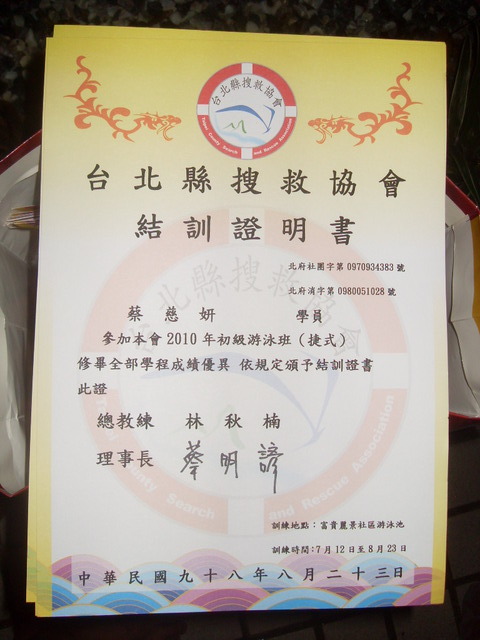 台北縣搜救協會
台北縣搜救協會
結訓證明書
北府社團字第0970934383號
北府消字第0980051028號
蔡慈妍 學員
參加本會2010年初級游泳班（捷式）
修畢全部學程成績優異 依規定頒予結訓證書
此證
總教練 林秋楠
理事長 蔡明諺
訓練地點：富貴麗景社區游泳池
訓練時間：7月12日至8月23日
中華民國九十八年八月二十三日